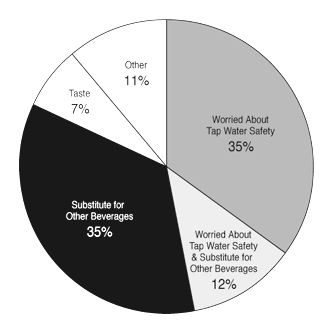 Other
11%
Taste
7%
Worried About
Tap Water Safety
35%
Substitute for
Other Beverages
35%
Worried About
Tap Water Safety
& Substitute for
Other Beverages
12%